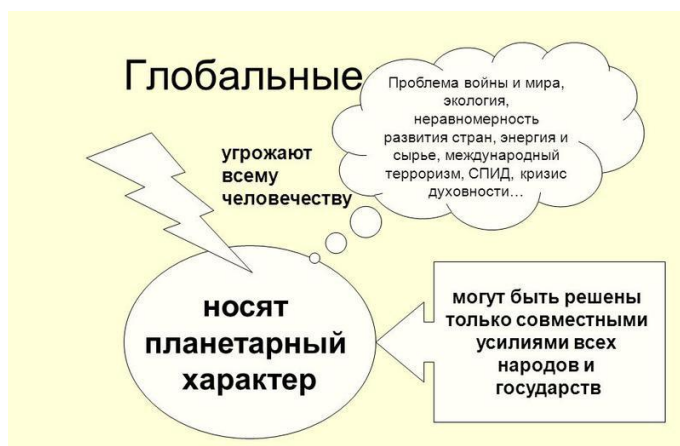 Глобальные
Проблема войны и мира,
экология,
неравномерность
развития стран, энергия и
сырье, международный
терроризм, СПИД, кризис
духовности…
угрожают
всему
человечеству
носят
планетарный
характер
могут быть решены
только совместными
усилиями всех
народов и
государств